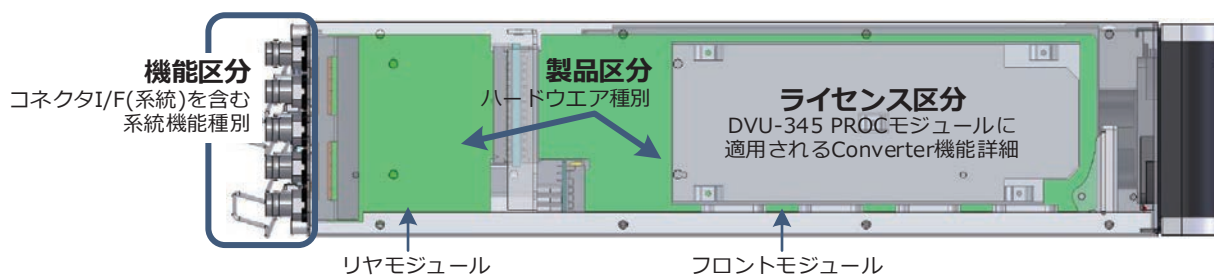 機能区分
コネクタI/F(系統)を含む
系統機能種別
製品区分
ハードウエア種別
ライセンス区分
DVU-345 PROCモジュールに
適用されるConverter機能詳細
リヤモジュール
フロントモジュール